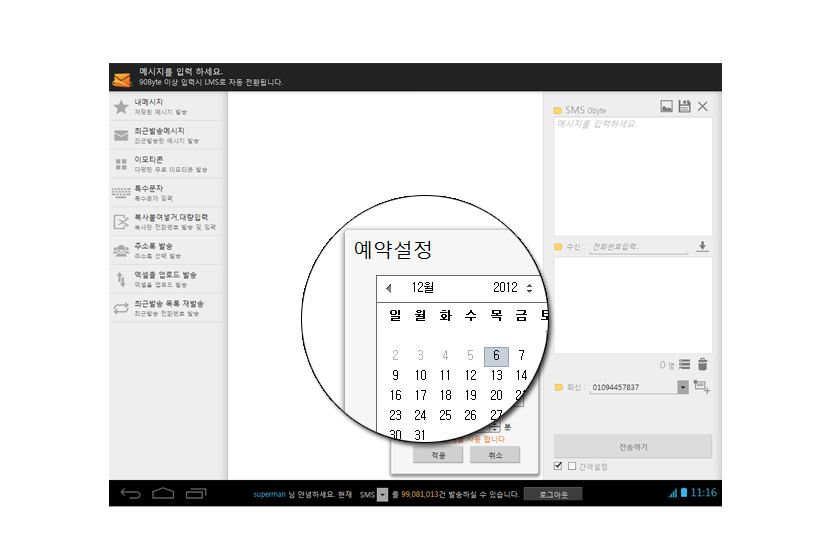 메시지를 입력 하세요.
90Byte 이상 입력시 LMS로 자동 전환됩니다.
내메시지
저장된 메시지 발송
최근발송메시지
최근발송한 메시지 발송
이모티콘
다양한 무료 이모티콘 발송
특수문자
특수문자 입력
복사붙여넣기,대량입력
복사한 전화번호 발송 및 입력
주소록 발송
주소록 선택 발송
엑셀을 업로드 발송
엑셀을 업로드 발송
최근발송 목록 재발송
최근발송 전화번호 발송
예약설정
12월 2012
일 월 화 수 목 금 토
2 3 4 5 6 7
9 10 11 12 13 14
16 17 18 19 20 21
23 24 25 26 27
30 31
분
합니다
적용 취소
SMS 0byte
메시지를 입력하세요.
수신 : 전화번호입력.
0 명
회신 : 01094457837
전송하기
간격설정
superman 님 안녕하세요. 현재 SMS 를 99,081,013건 발송하실 수 있습니다. 로그아웃
11:16